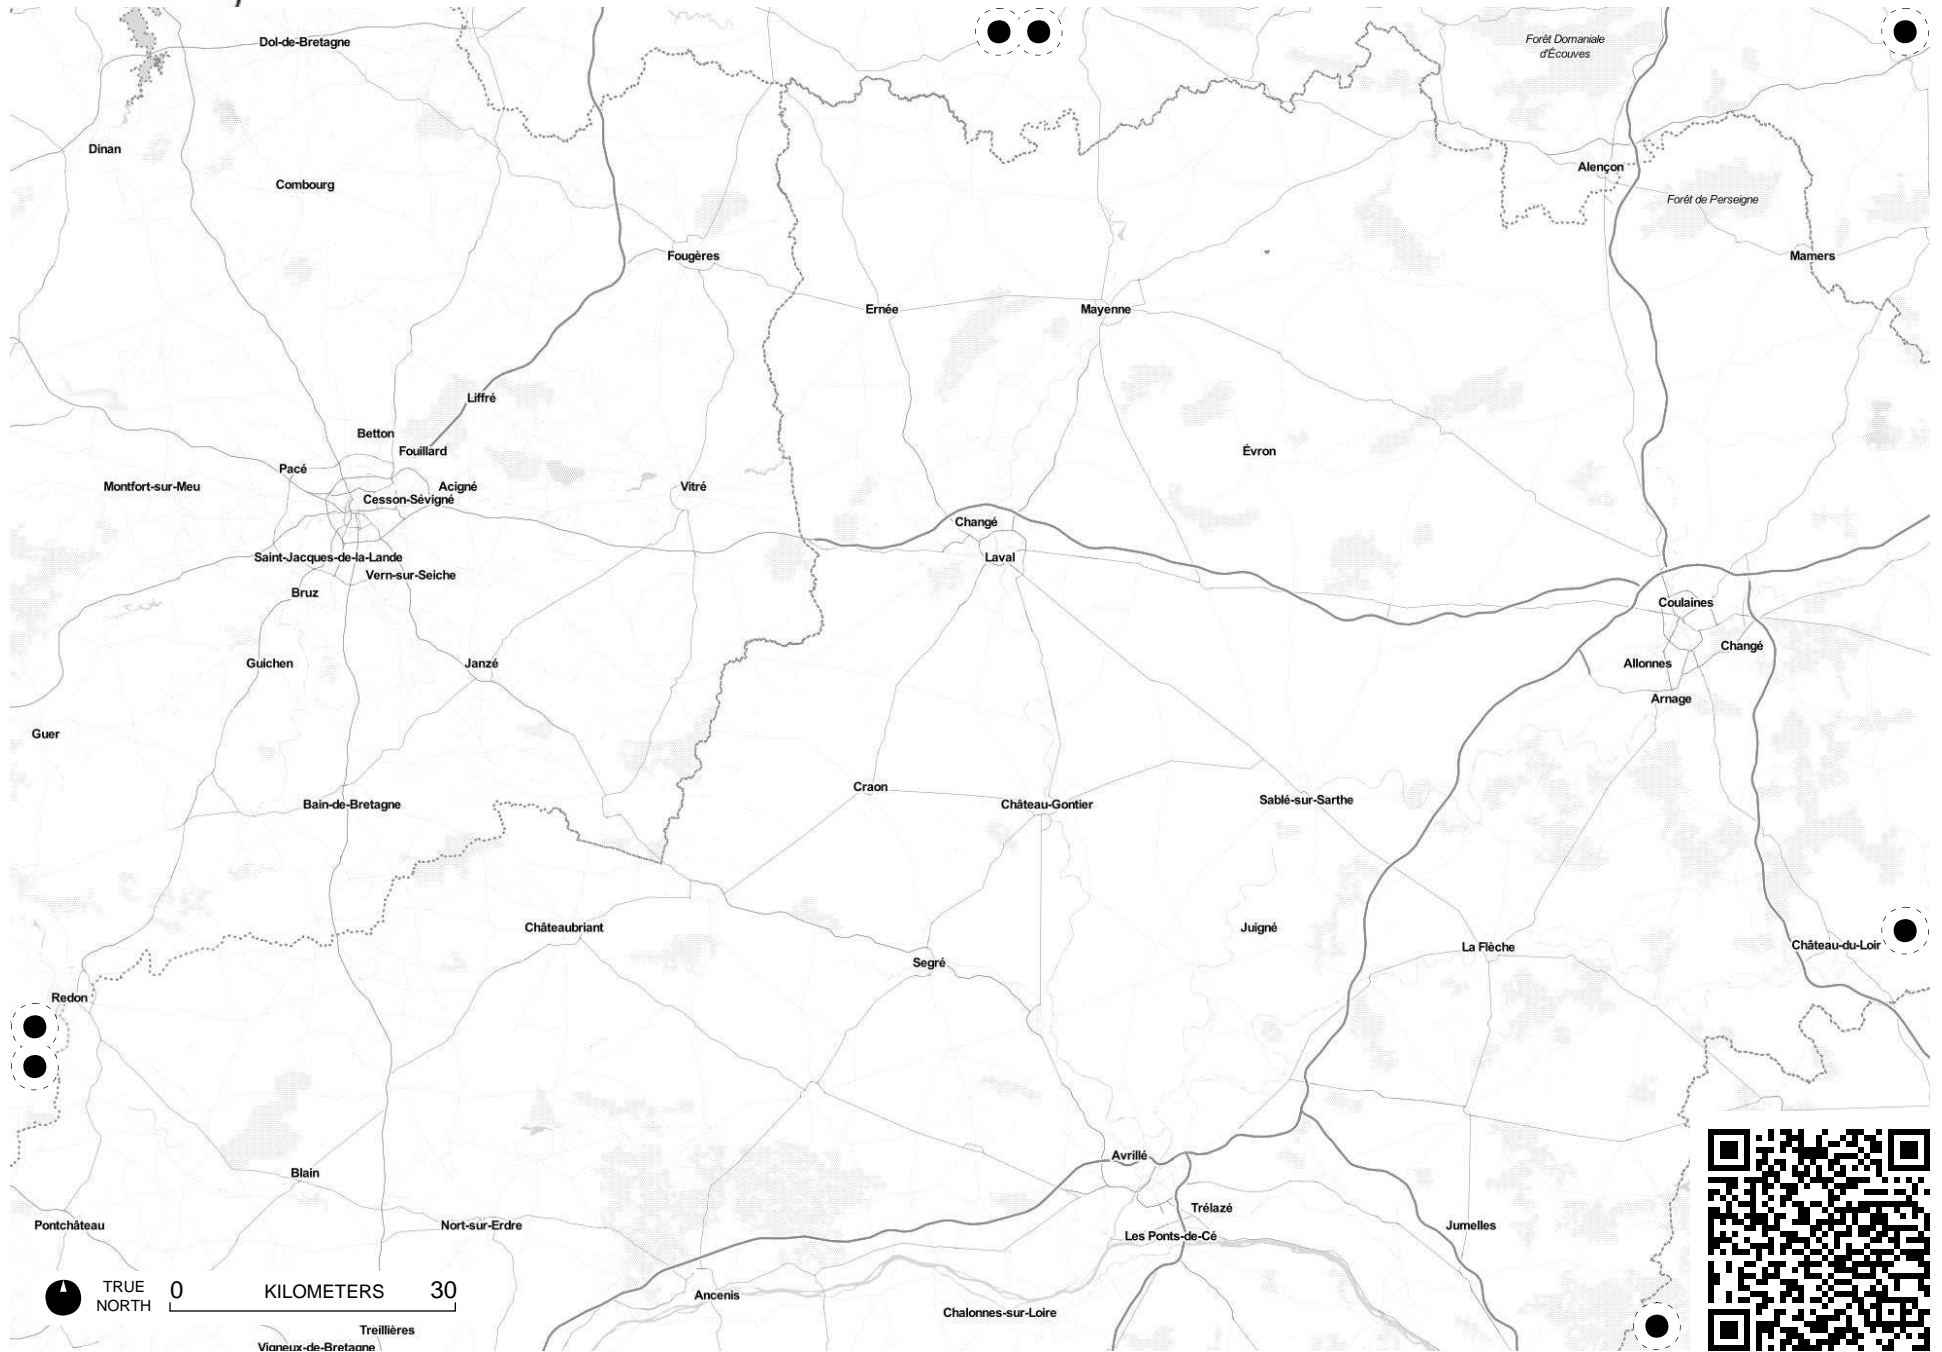 Dol-de-Bretagne
Forêt Domaniale
d'Écouves
Dinan
Alençon
Combourg
Forêt de Perseigne
Fougères
Mamers
Ernée
Mayenne
Liffré
Betton
Fouillard
Évron
Pacé
Montfort-sur-Meu
Acigné
Vitré
Cesson-Sévigné
Changé
Saint-Jacques-de-la-Lande
Laval
Vern-sur-Seiche
Bruz
Coulaines
Changé
Guichen
Janzé
Allonnes
Arnage
Guer
Craon
Sablé-sur-Sarthe
Bain-de-Bretagne
Château-Gontier
Châteaubriant
Juigné
La Flèche
Château-du-Loir
Segré
Redon
Avrillé
Blain
Trélazé
Pontchâteau
Nort-sur-Erdre
Jumelles
Les Ponts-de-Cé
TRUE
NORTH
0 KILOMETERS 30
Ancenis
Chalonnes-sur-Loire
Treillières
Vigneux-de-Bretagne